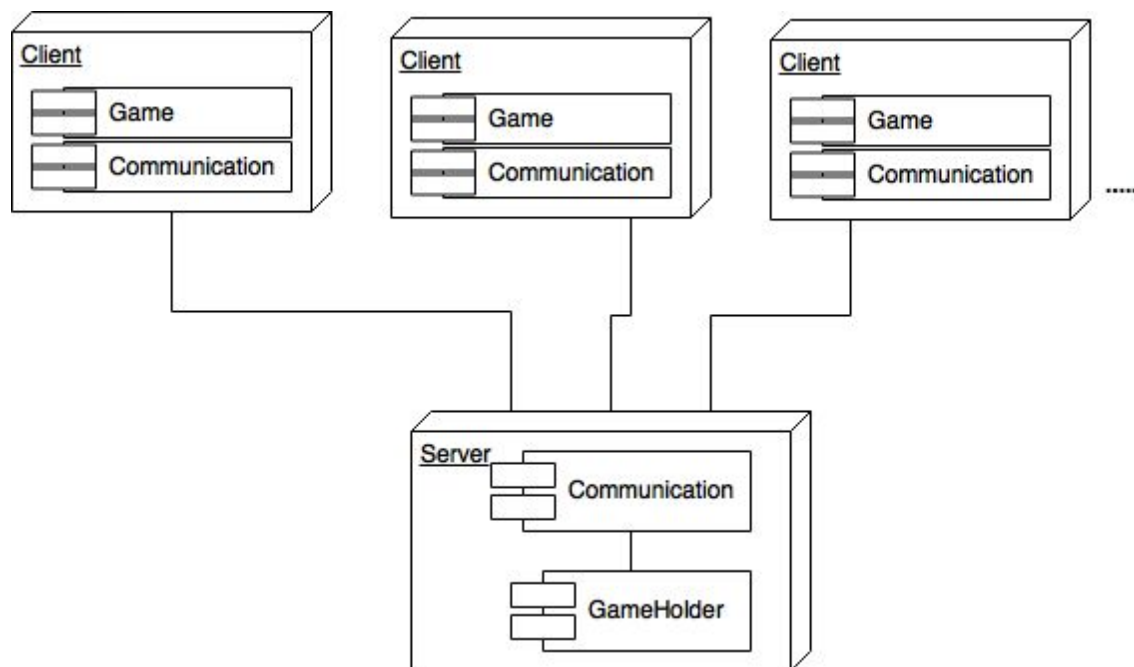 Client
Game
Communication
Client
Game
Communication
Client
Game
Communication
.....
Server
Communication
GameHolder